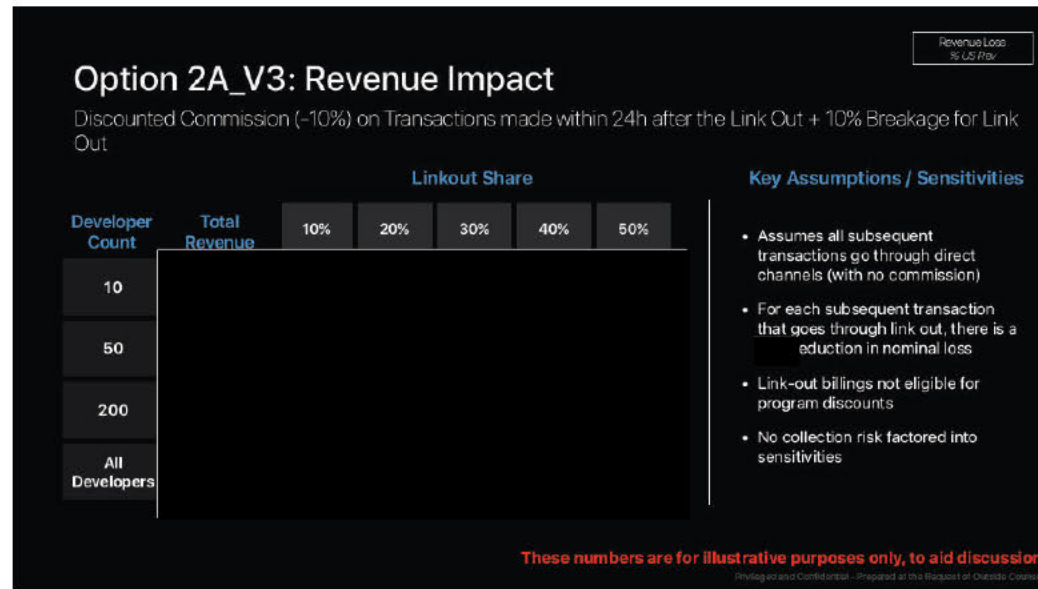 Revenue Loss
% US Rev
Option 2A_V3: Revenue Impact
Discounted Commission (-10%) on Transactions made within 24h after the Link Out + 10% Breakage for Link
Out
Linkout Share
Key Assumptions / Sensitivities
Developer
Count
Total
Revenue
10%
20%
30%
40%
50%
10
50
200
All
Developers
• Assumes all subsequent
transactions go through direct
channels (with no commission)
• For each subsequent transaction
that goes through link out, there is a
eduction in nominal loss
• Link-out billings not eligible for
program discounts
• No collection risk factored into
sensitivities
These numbers are for illustrative purposes only, to aid discussion
Privileged and Confidential - Prepared at the Request of Outside Counse